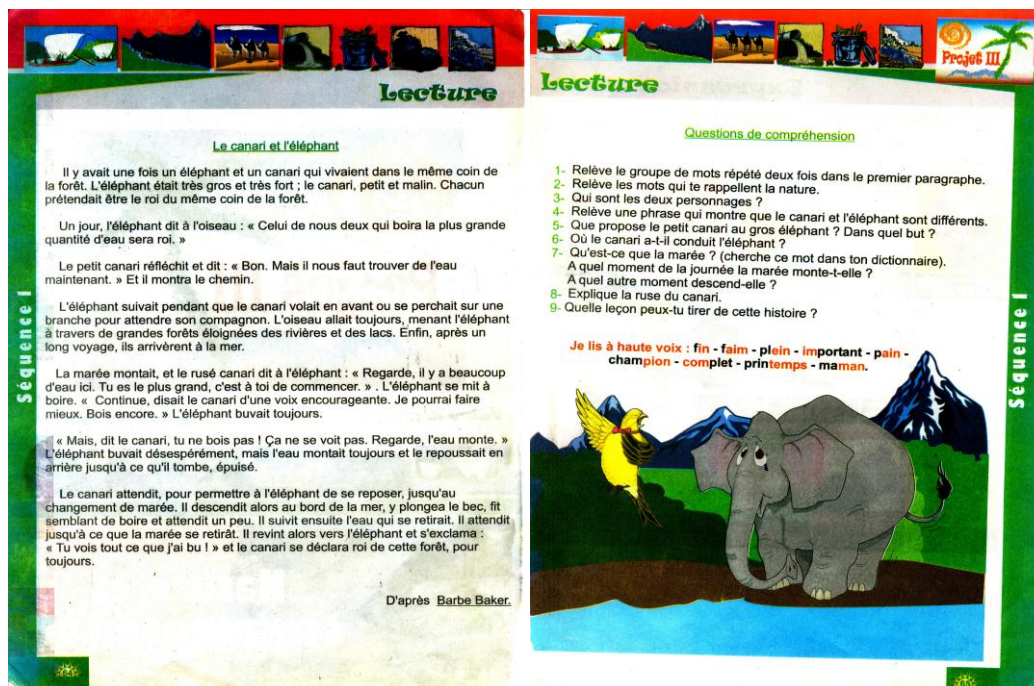 Lecture
Le canari et l'éléphant
Il y avait une fois un éléphant et un canari qui vivaient dans le même coin de
la forêt. L'éléphant était très gros et très fort ; le canari, petit et malin. Chacun
prétendait être le roi du même coin de la forêt.
Un jour, l'éléphant dit à l'oiseau : « Celui de nous deux qui boira la plus grande
quantité d'eau sera roi. »
Le petit canari réfléchit et dit : « Bon. Mais il nous faut trouver de l'eau
maintenant. » Et il montra le chemin.
L'éléphant suivait pendant que le canari volait en avant ou se perchait sur une
branche pour attendre son compagnon. L'oiseau allait toujours, menant l'éléphant
à travers de grandes forêts éloignées des rivières et des lacs. Enfin, après un
long voyage, ils arrivèrent à la mer.
La marée montait, et le rusé canari dit à l'éléphant : « Regarde, il y a beaucoup
d'eau ici. Tu es le plus grand, c'est à toi de commencer. » . L'éléphant se mit à
boire. « Continue, disait le canari d'une voix encourageante. Je pourrai faire
mieux. Bois encore. » L'éléphant buvait toujours.
« Mais, dit le canari, tu ne bois pas ! Ça ne se voit pas. Regarde, l'eau monte. »
L'éléphant buvait désespérément, mais l'eau montait toujours et le repoussait en
arrière jusqu'à ce qu'il tombe, épuisé.
Le canari attendit, pour permettre à l'éléphant de se reposer, jusqu'au
changement de marée. Il descendit alors au bord de la mer, y plongea le bec, fit
semblant de boire et attendit un peu. Il suivit ensuite l'eau qui se retirait. Il attendit
jusqu'à ce que la marée se retirât. Il revint alors vers l'éléphant et s'exclama :
« Tu vois tout ce que j'ai bu ! » et le canari se déclara roi de cette forêt, pour
toujours.
D'après Barbe Baker.
Séquence I
Projet III
Lecture
Questions de compréhension
1- Relève le groupe de mots répété deux fois dans le premier paragraphe.
2- Relève les mots qui te rappellent la nature.
3- Qui sont les deux personnages ?
4- Relève une phrase qui montre que le canari et l'éléphant sont différents.
5- Que propose le petit canari au gros éléphant ? Dans quel but ?
6- Où le canari a-t-il conduit l'éléphant ?
7- Qu'est-ce que la marée ? (cherche ce mot dans ton dictionnaire).
A quel moment de la journée la marée monte-t-elle ?
A quel autre moment descend-elle ?
8- Explique la ruse du canari.
9- Quelle leçon peux-tu tirer de cette histoire ?
Je lis à haute voix : fin - faim - plein - important - pain -
champion - complet - printemps - maman.
Séquence I